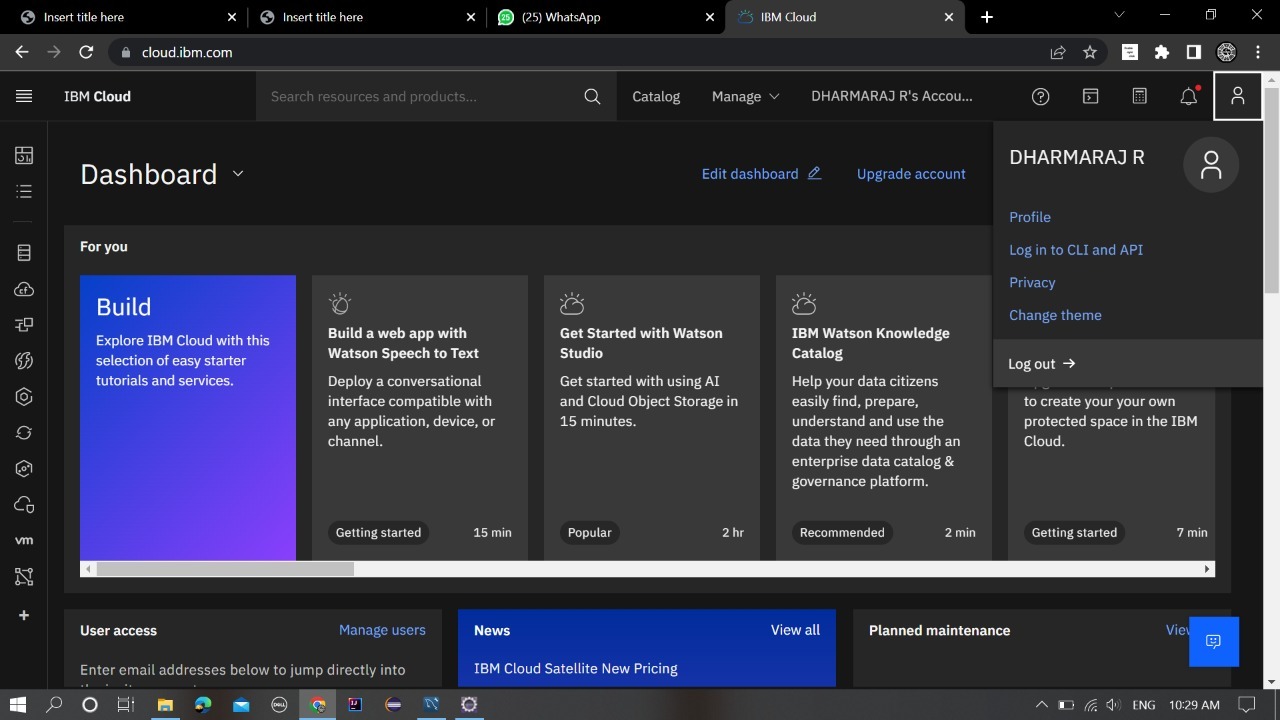 Insert title here
Insert title here
(25) WhatsApp
IBM Cloud
cloud.ibm.com
IBM Cloud
Search resources and products...
Catalog
Manage
DHARMARAJ R's Accou...
Dashboard
Edit dashboard
Upgrade account
DHARMARAJ R
Profile
Log in to CLI and API
Privacy
Change theme
Log out →
For you
Build
Explore IBM Cloud with this
selection of easy starter
tutorials and services.
Build a web app with
Watson Speech to Text
Deploy a conversational
interface compatible with
any application, device, or
channel.
Getting started
15 min
Get Started with Watson
Studio
Get started with using AI
and Cloud Object Storage in
15 minutes.
Popular
2 hr
IBM Watson Knowledge
Catalog
Help your data citizens
easily find, prepare,
understand and use the
data they need through an
enterprise data catalog &
governance platform.
Recommended
2 min
to create your your own
protected space in the IBM
Cloud.
Getting started
7 min
vm
User access
Manage users
Enter email addresses below to jump directly into
News
View all
IBM Cloud Satellite New Pricing
Planned maintenance
ENG
10:29 AM